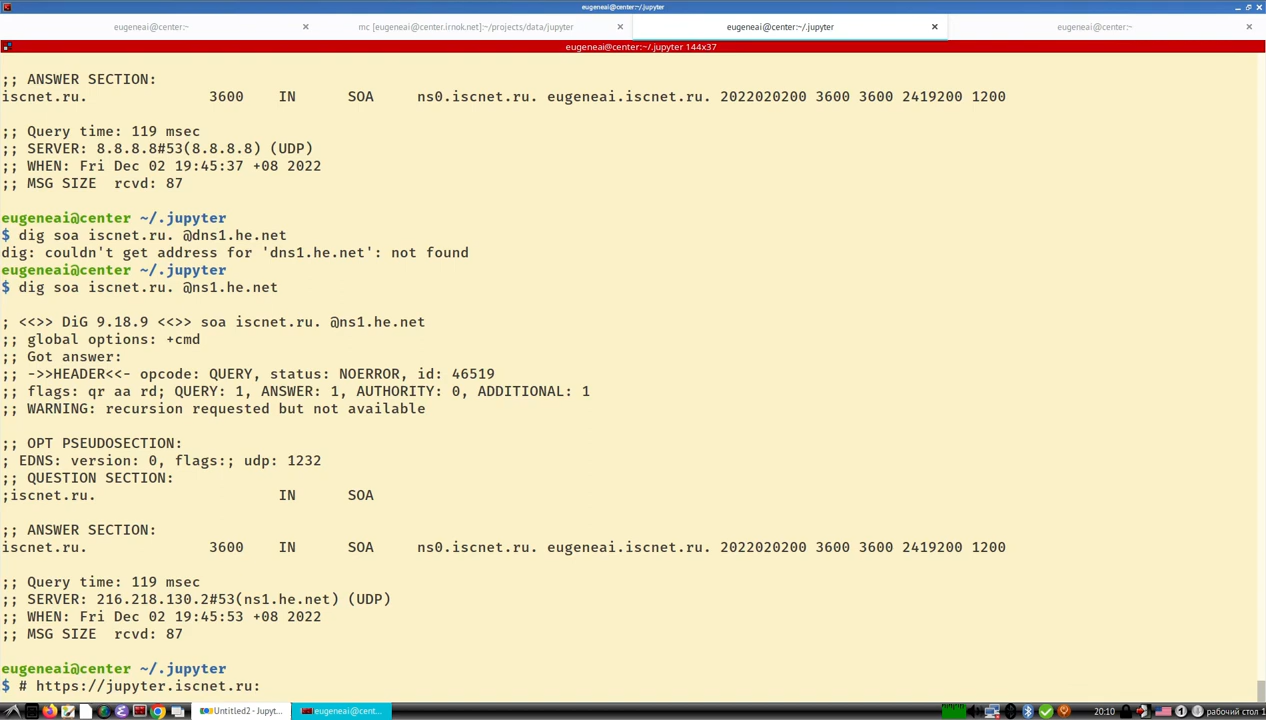 eugeneai@center:~/.jupyter
eugeneai@center:~
mc [eugeneai@center.irnok.net]:~/projects/data/jupyter
eugeneai@center:~/.jupyter
eugeneai@center:~
eugeneai@center:~/.jupyter 144x37
;; ANSWER SECTION:
iscnet.ru. 3600 IN SOA ns0.iscnet.ru. eugeneai.iscnet.ru. 2022020200 3600 3600 2419200 1200
;; Query time: 119 msec
;; SERVER: 8.8.8.8#53(8.8.8.8) (UDP)
;; WHEN: Fri Dec 02 19:45:37 +08 2022
;; MSG SIZE rcvd: 87
eugeneai@center ~/.jupyter
$ dig soa iscnet.ru. @dns1.he.net
dig: couldn't get address for 'dns1.he.net': not found
eugeneai@center ~/.jupyter
$ dig soa iscnet.ru. @ns1.he.net
; <<>> DiG 9.18.9 <<>> soa iscnet.ru. @ns1.he.net
;; global options: +cmd
;; Got answer:
;; ->>HEADER<<- opcode: QUERY, status: NOERROR, id: 46519
;; flags: qr aa rd; QUERY: 1, ANSWER: 1, AUTHORITY: 0, ADDITIONAL: 1
;; WARNING: recursion requested but not available
;; OPT PSEUDOSECTION:
; EDNS: version: 0, flags:; udp: 1232
;; QUESTION SECTION:
;iscnet.ru. IN SOA
;; ANSWER SECTION:
iscnet.ru. 3600 IN SOA ns0.iscnet.ru. eugeneai.iscnet.ru. 2022020200 3600 3600 2419200 1200
;; Query time: 119 msec
;; SERVER: 216.218.130.2#53(ns1.he.net) (UDP)
;; WHEN: Fri Dec 02 19:45:53 +08 2022
;; MSG SIZE rcvd: 87
eugeneai@center ~/.jupyter
$ # https://jupyter.iscnet.ru:
Untitled2 - Jupyt...
eugeneai@cent...
20:10
рабочий стол 1